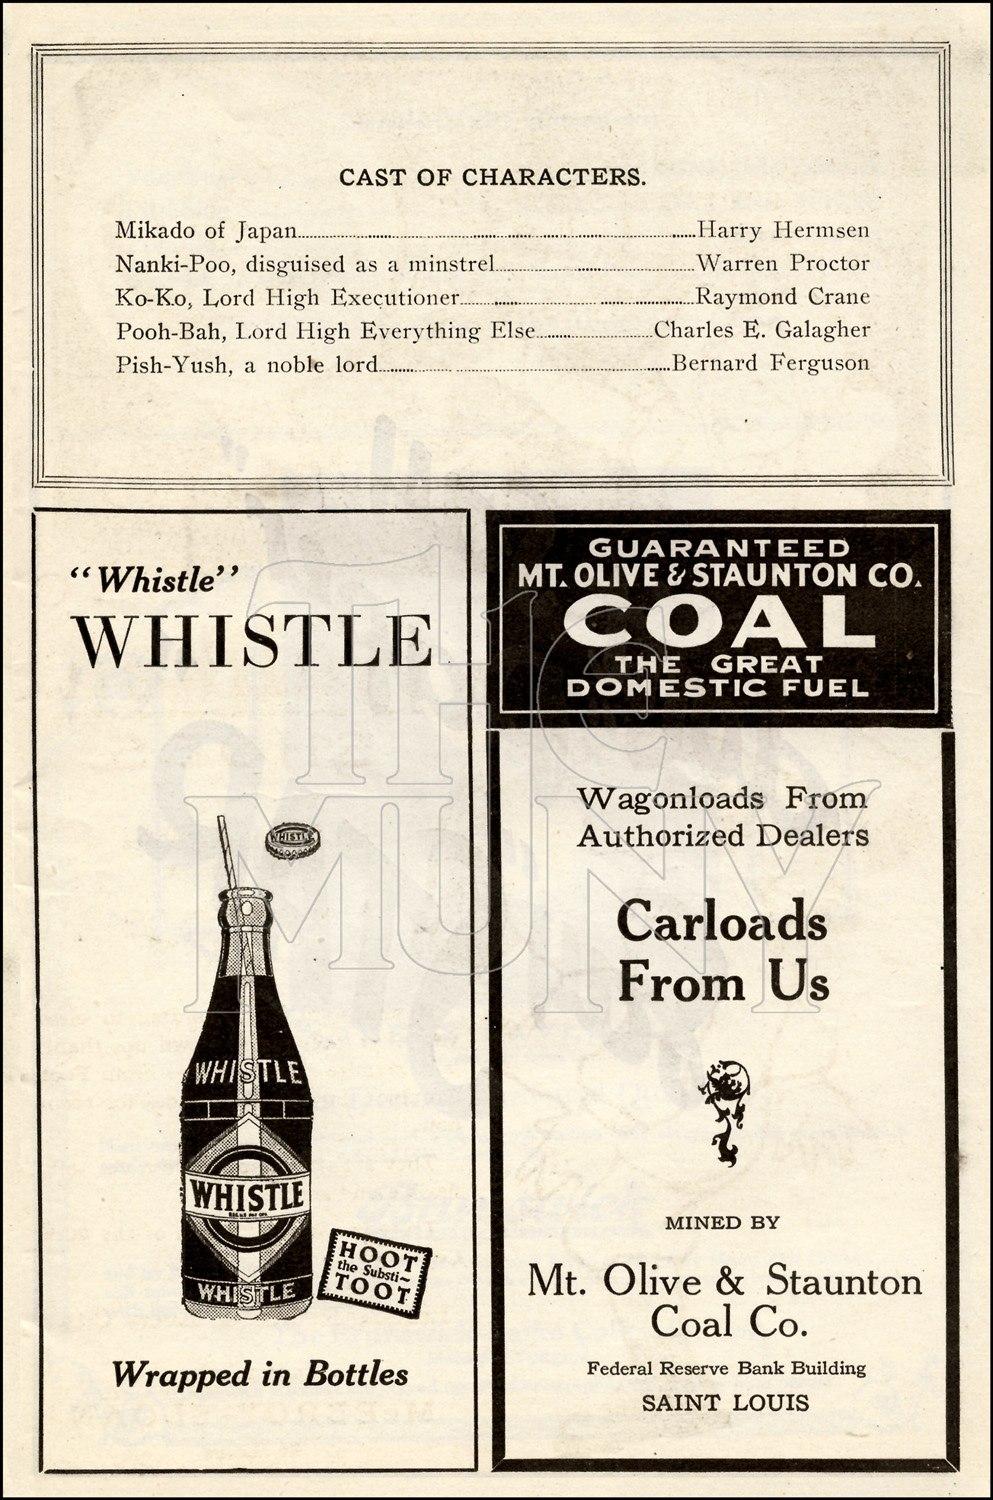 CAST OF CHARACTERS.
Mikado of Japan........Harry Hermsen
Nanki-Poo, disguised as a minstrel........Warren Proctor
Ko-Ko, Lord High Executioner........Raymond Crane
Pooh-Bah, Lord High Everything Else........Charles E. Galagher
Pish-Yush, a noble lord........Bernard Ferguson
"Whistle"
WHISTLE
WHISTLE
WHISTLE
WHISTLE
WHISTLE
HOOT
the Substi-
TOOT
Wrapped in Bottles
GUARANTEED
MT. OLIVE & STAUNTON CO.
COAL
THE GREAT
DOMESTIC FUEL
Wagonloads From
Authorized Dealers
Carloads
From Us
MINED BY
Mt. Olive & Staunton
Coal Co.
Federal Reserve Bank Building
SAINT LOUIS
THE
MUNY